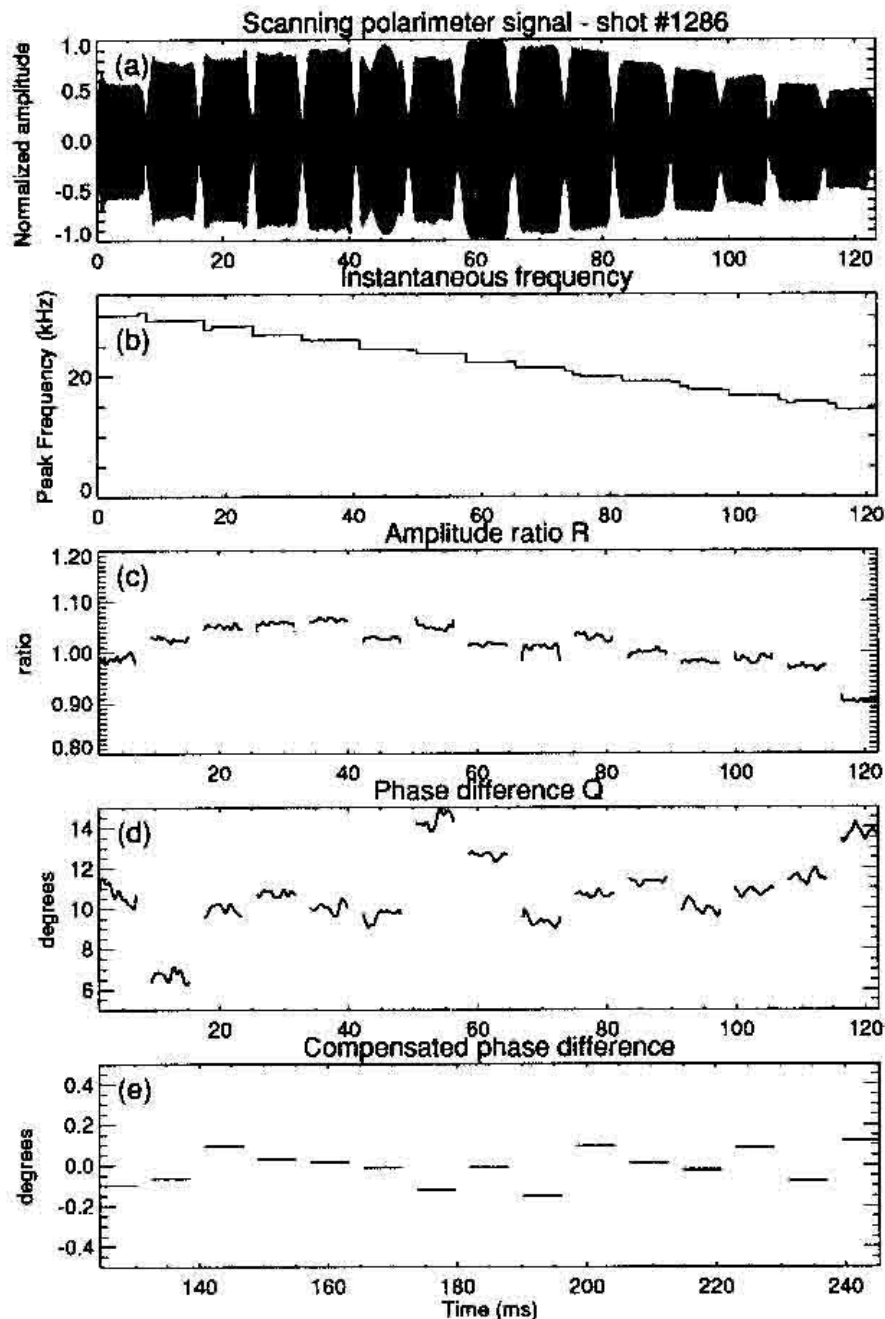 Scanning polarimeter signal - shot #1286
(a)
Normalized amplitude
1.0
0.5
0.0
-0.5
-1.0
0 20 40 60 80 100 120
Instantaneous frequency
(b)
Peak Frequency (kHz)
20
0
0 20 40 60 80 100 120
Amplitude ratio R
(c)
ratio
1.20
1.10
1.00
0.90
0.80
20 40 60 80 100 120
Phase difference Q
(d)
degrees
14
12
10
8
6
20 40 60 80 100 120
Compensated phase difference
(e)
degrees
0.4
0.2
0.0
-0.2
-0.4
140 160 180 200 220 240
Time (ms)